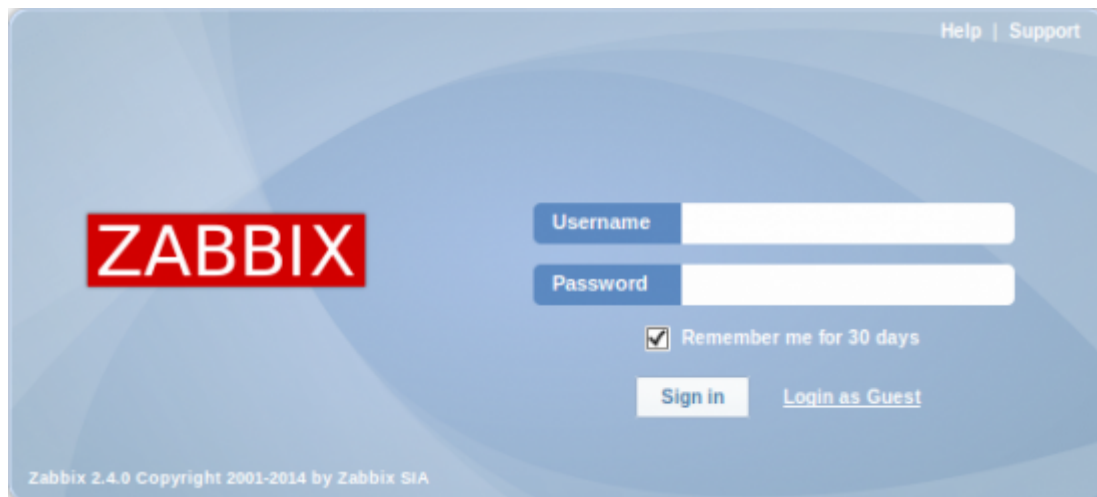 Help | Support
ZABBIX
Username
Password
Remember me for 30 days
Sign in Login as Guest
Zabbix 2.4.0 Copyright 2001-2014 by Zabbix SIA